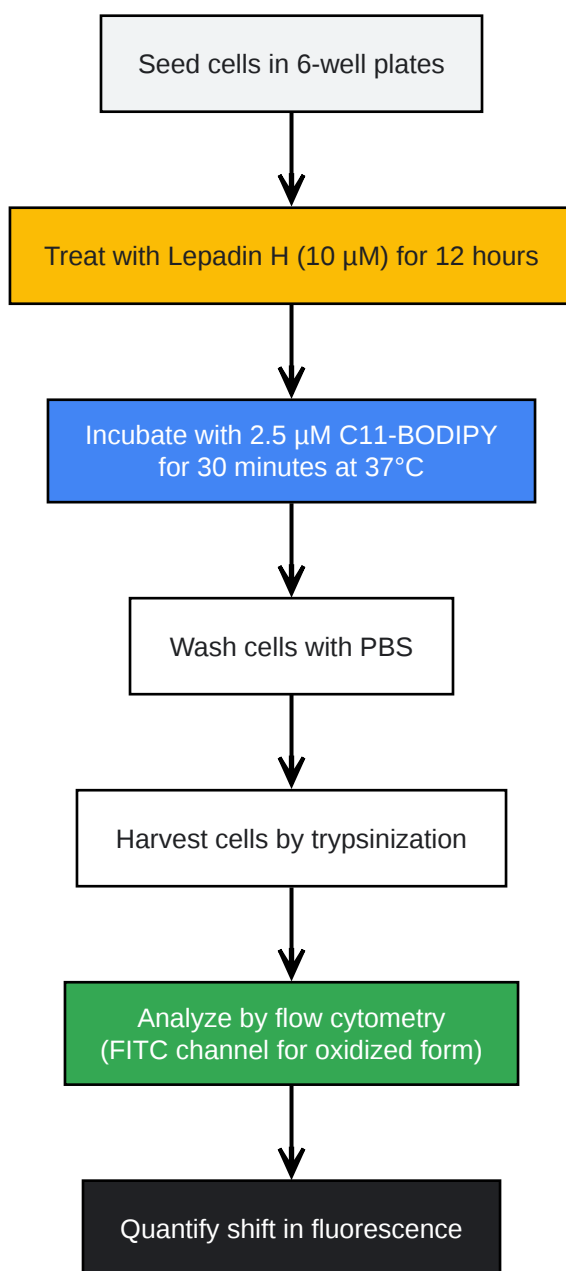 Seed cells in 6-well plates
Treat with Lepadin H (10 µM) for 12 hours
Incubate with 2.5 µM C11-BODIPY
for 30 minutes at 37°C
Wash cells with PBS
Harvest cells by trypsinization
Analyze by flow cytometry
(FITC channel for oxidized form)
Quantify shift in fluorescence